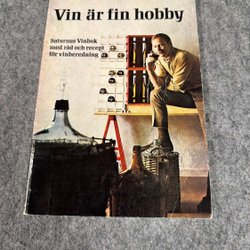 Vin är fin hobby
Saturnus Vinbok
med råd och recept
för vinberedning